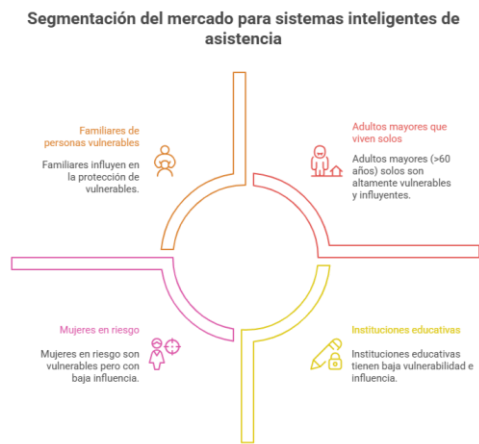 Segmentación del mercado para sistemas inteligentes de
asistencia
Familiares de
personas vulnerables
Familiares influyen en
la protección de
vulnerables.
Adultos mayores que
viven solos
Adultos mayores (>60
años) solos son
altamente vulnerables
y influyentes.
Mujeres en riesgo
Mujeres en riesgo son
vulnerables pero con
baja influencia.
Instituciones educativas
Instituciones educativas
tienen baja vulnerabilidad e
influencia.